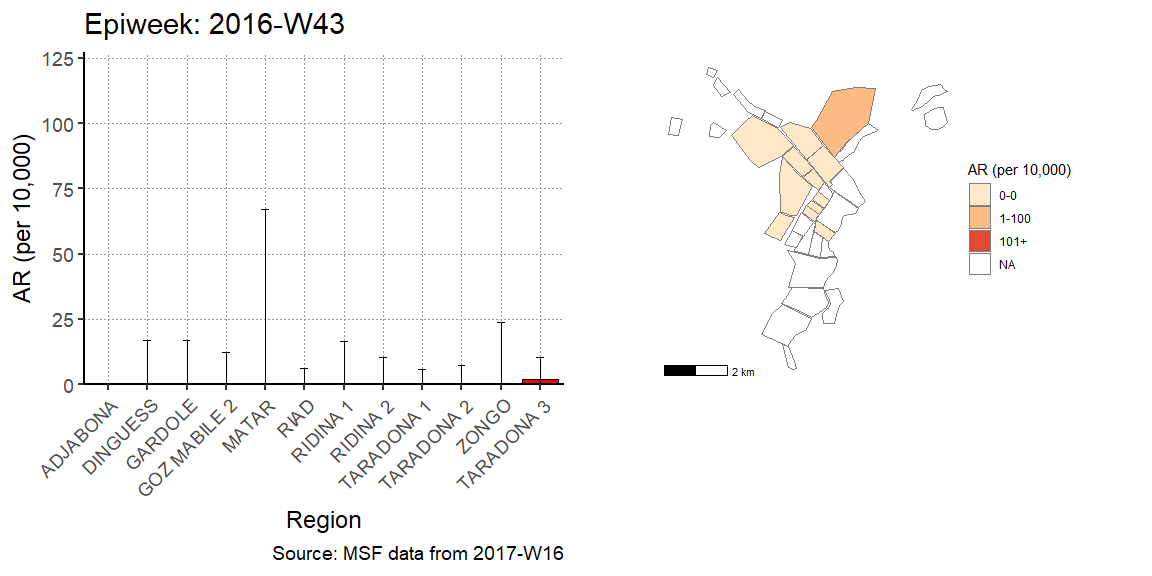 Epiweek: 2016-W43
AR (per 10,000)
125
100
75
50
25
0
ADJABONA
DINGUESS
GARDOLE
GOZ MABILE 2
MATAR
RIAD
RIDINA 1
RIDINA 2
TARADONA 1
TARADONA 2
ZONGO
TARADONA 3
Region
Source: MSF data from 2017-W16
AR (per 10,000)
0-0
1-100
101+
NA
2 km